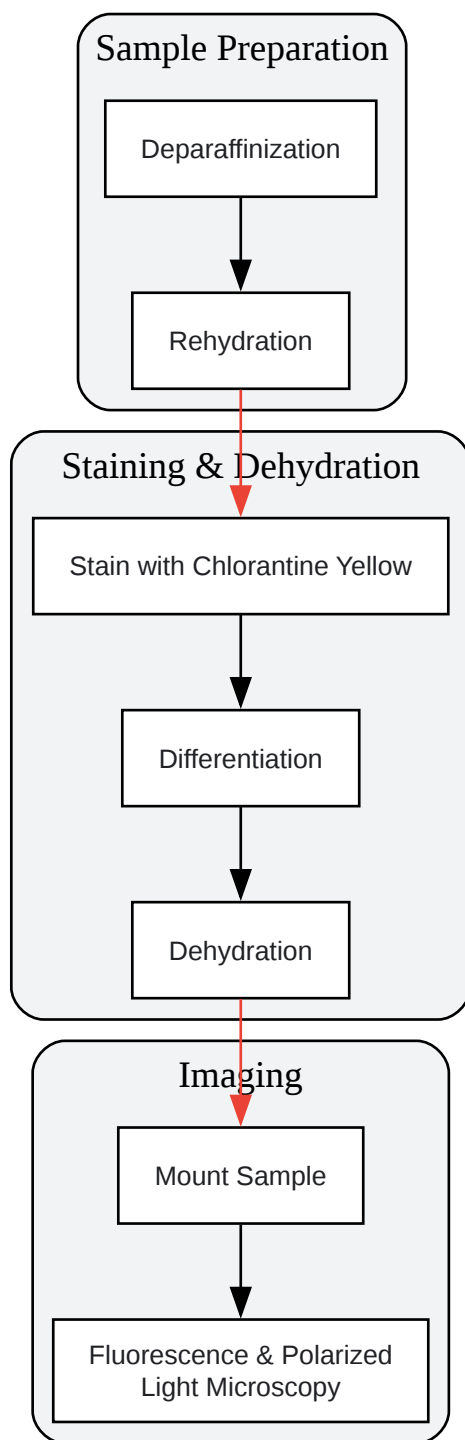 Sample Preparation
Deparaffinization
Rehydration
Staining & Dehydration
Stain with Chlorantine Yellow
Differentiation
Dehydration
Imaging
Mount Sample
Fluorescence & Polarized
Light Microscopy